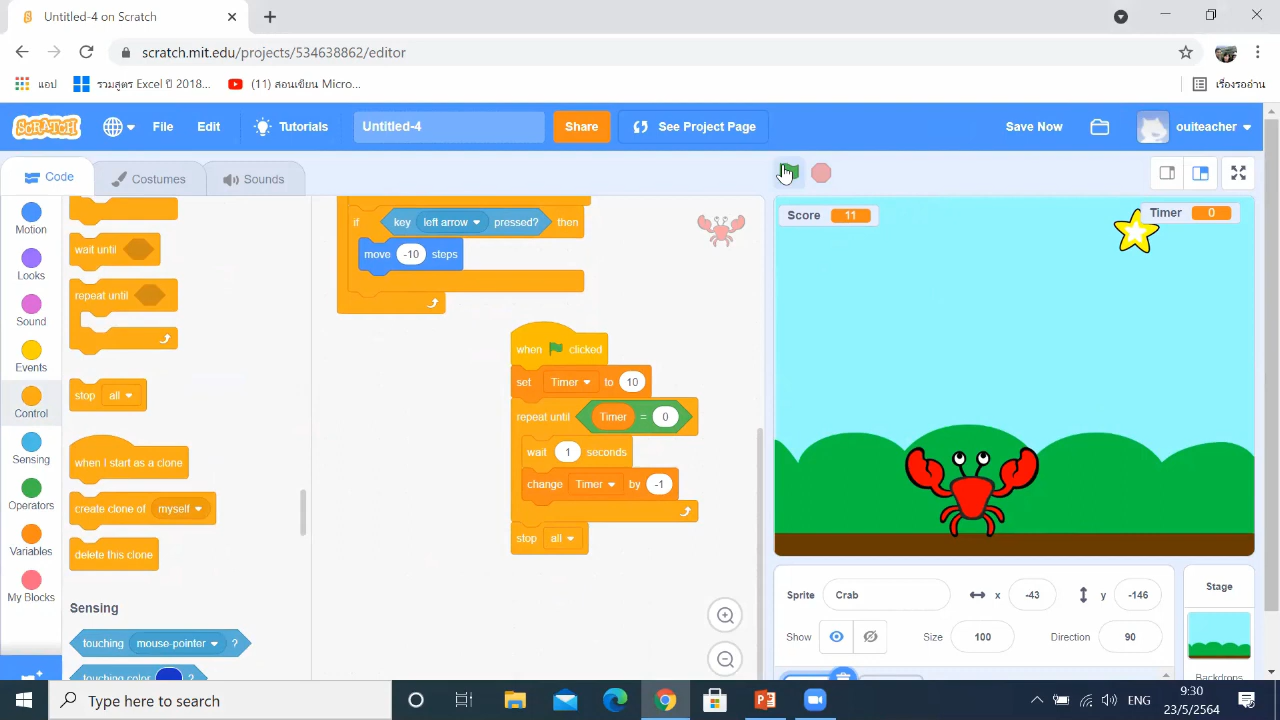 Untitled-4 on Scratch
scratch.mit.edu/projects/534638862/editor
แอป
รวมสูตร Excel ปี 2018...
(11) สอนเขียน Micro...
เรื่องรออ่าน
SCRATCH
File
Edit
Tutorials
Untitled-4
Share
See Project Page
Save Now
ouiteacher
Code
Costumes
Sounds
Motion
Looks
Sound
Events
Control
Sensing
Operators
Variables
My Blocks
wait until
repeat until
stop all
when I start as a clone
create clone of myself
delete this clone
Sensing
touching mouse-pointer ?
touching color ?
if key left arrow pressed? then
move -10 steps
when clicked
set Timer to 10
repeat until Timer = 0
wait 1 seconds
change Timer by -1
stop all
Score 11
Timer 0
Sprite Crab x -43 y -146
Show Size 100 Direction 90
Stage
Backdrops
Type here to search
ENG
9:30
23/5/2564